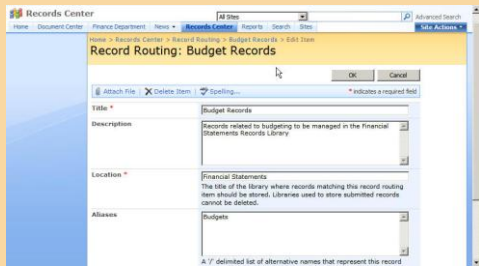 Records Center
All Sites
Advanced Search
Home Document Center Finance Department News Records Center Reports Search Sites
Site Actions
Home > Records Center > Record Routing > Budget Records > Edit Item
Record Routing: Budget Records
OK Cancel
Attach File | Delete Item | Spelling...
* indicates a required field
Title *
Budget Records
Description
Records related to budgeting to be managed in the Financial
Statements Records Library
Location *
Financial Statements
The title of the library where records matching this record routing
item should be stored. Libraries used to store submitted records
cannot be deleted.
Aliases
Budgets
A '/' delimited list of alternative names that represent this record